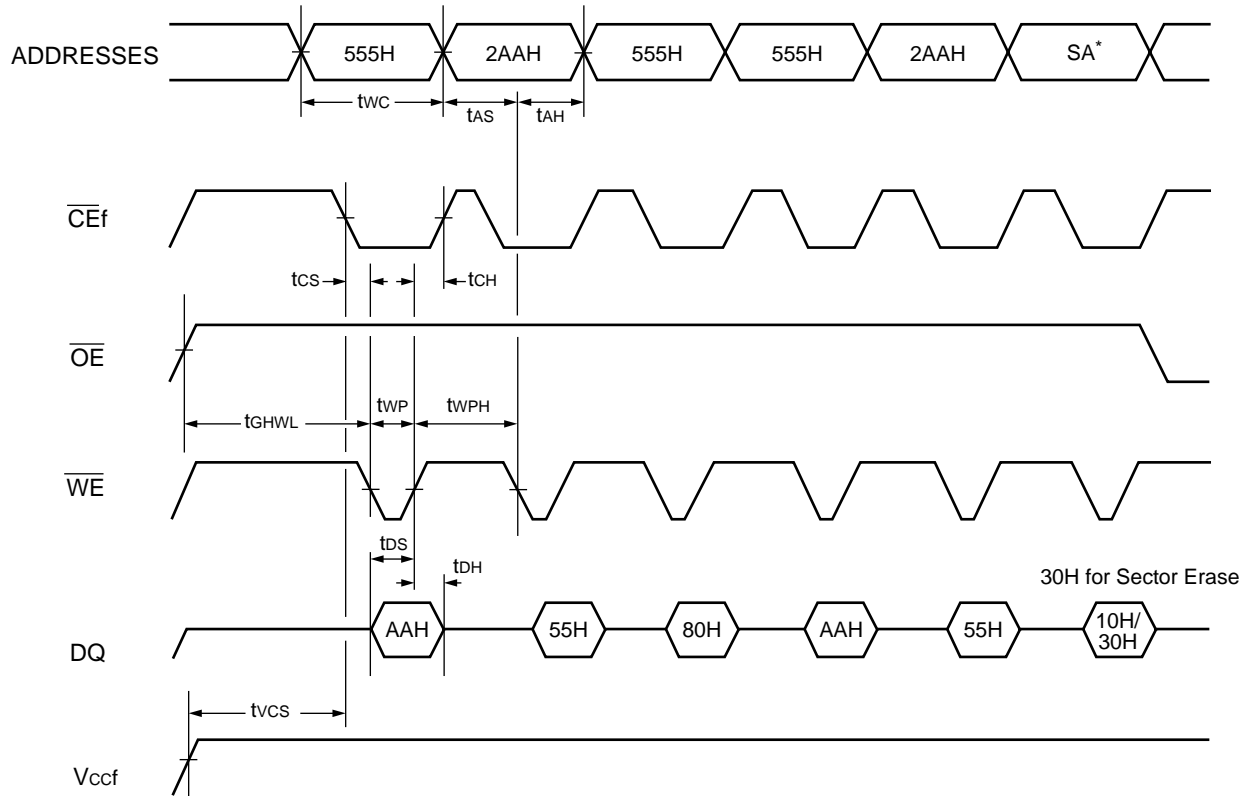 ADDRESSES 555H 2AAH 555H 555H 2AAH SA*
tWC tAS tAH
CEf
tCS tCH
OE
tGHWL tWP tWPH
WE
tDS tDH
30H for Sector Erase
DQ AAH 55H 80H AAH 55H 10H/
30H
tVCS
VCCf